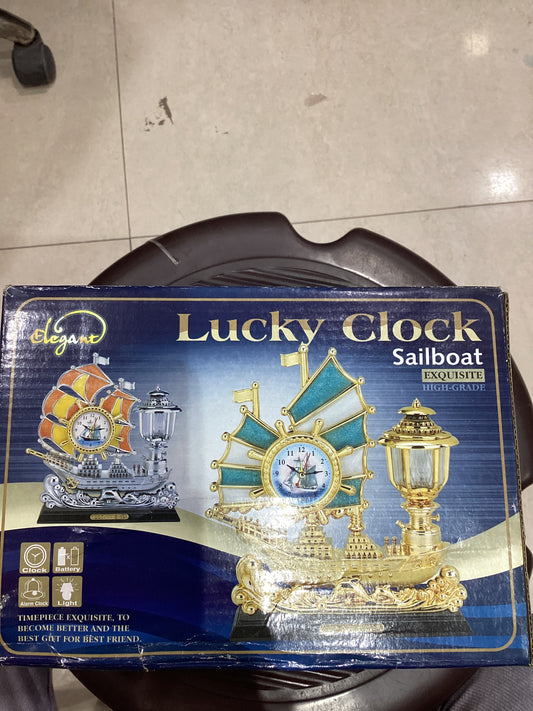 Elegant
Lucky Clock
Sailboat
EXQUISITE
HIGH-GRADE
12
Clock
Battery
Alarm Clock
Light
TIMEPIECE EXQUISITE, TO
BECOME BETTER AND THE
BEST GIFT FOR BEST FRIEND.